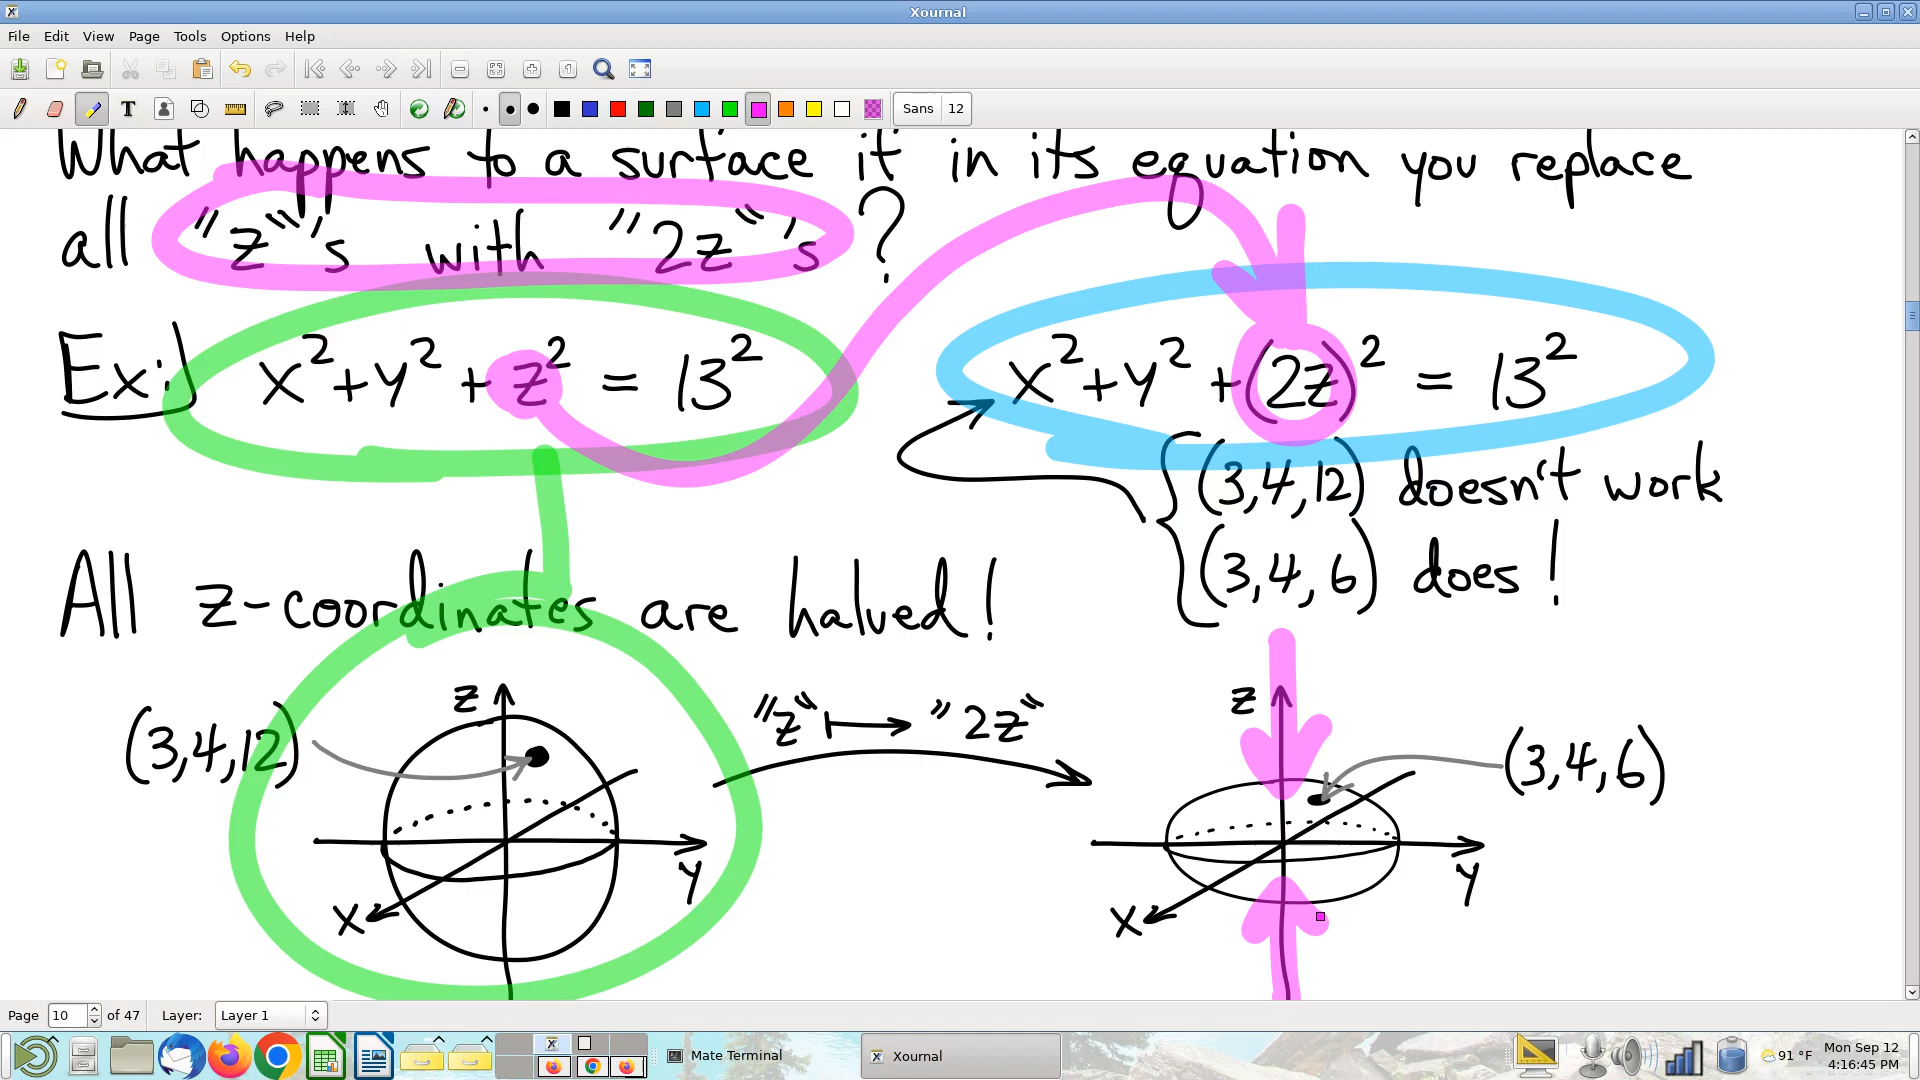 Xournal
File Edit View Page Tools Options Help
Sans 12
What happens to a surface if in its equation you replace
all "z"'s with "2z"'s ?
Ex:) x²+y²+z² = 13² x²+y²+(2z)² = 13²
(3,4,12) doesn't work
(3,4,6) does!
All z-coordinates are halved!
z "z" ↦ "2z" z
(3,4,12) (3,4,6)
y y
x x
Page 10 of 47 Layer: Layer 1
Mate Terminal Xournal 91 °F Mon Sep 12
4:16:45 PM